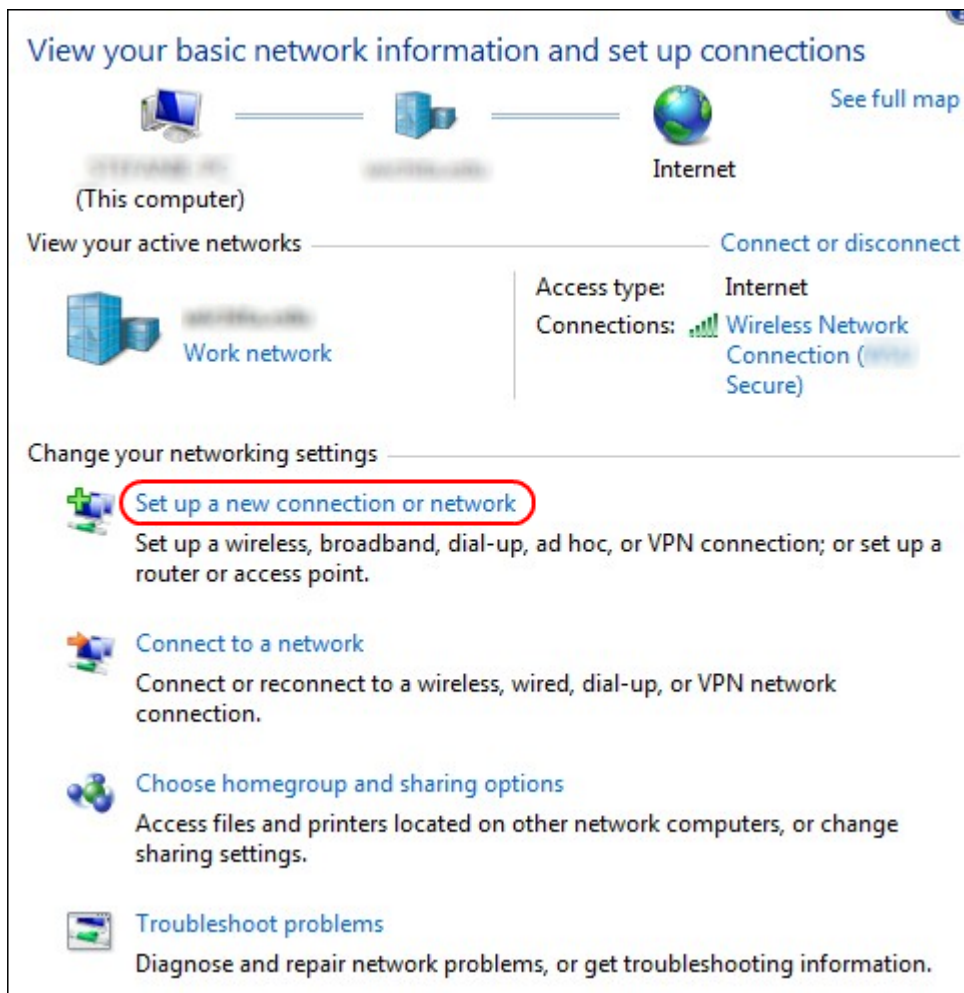 View your basic network information and set up connections
See full map
Internet
(This computer)
View your active networks
Connect or disconnect
Work network
Access type: Internet
Connections: Wireless Network
Connection (
Secure)
Change your networking settings
Set up a new connection or network
Set up a wireless, broadband, dial-up, ad hoc, or VPN connection; or set up a
router or access point.
Connect to a network
Connect or reconnect to a wireless, wired, dial-up, or VPN network
connection.
Choose homegroup and sharing options
Access files and printers located on other network computers, or change
sharing settings.
Troubleshoot problems
Diagnose and repair network problems, or get troubleshooting information.